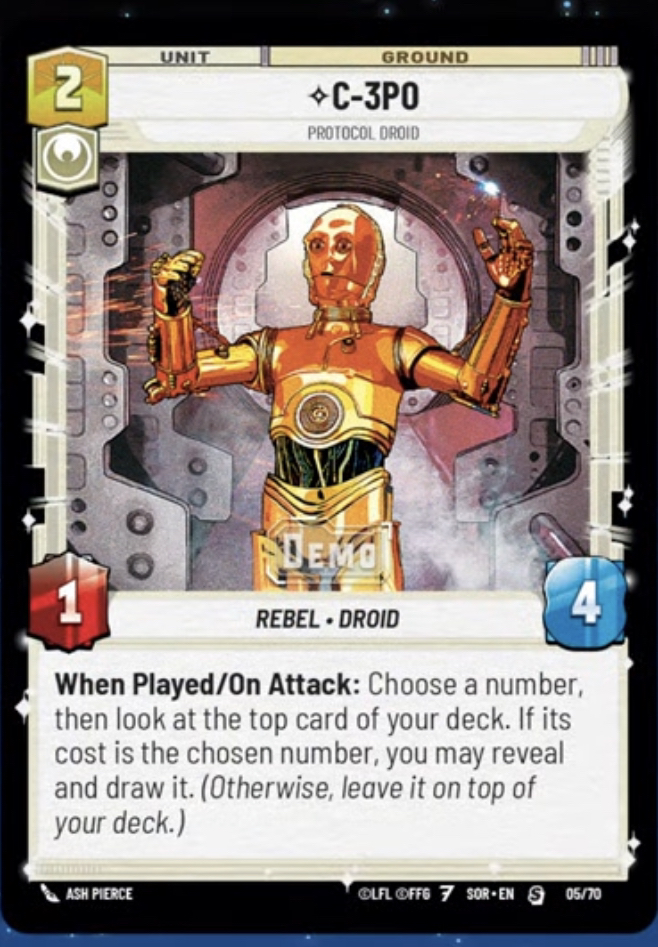 UNIT GROUND
2
✧C-3PO
PROTOCOL DROID
DEMO
1
REBEL • DROID
4
When Played/On Attack: Choose a number,
then look at the top card of your deck. If its
cost is the chosen number, you may reveal
and draw it. (Otherwise, leave it on top of
your deck.)
ASH PIERCE ©LFL ©FFG SOR • EN S 05/70